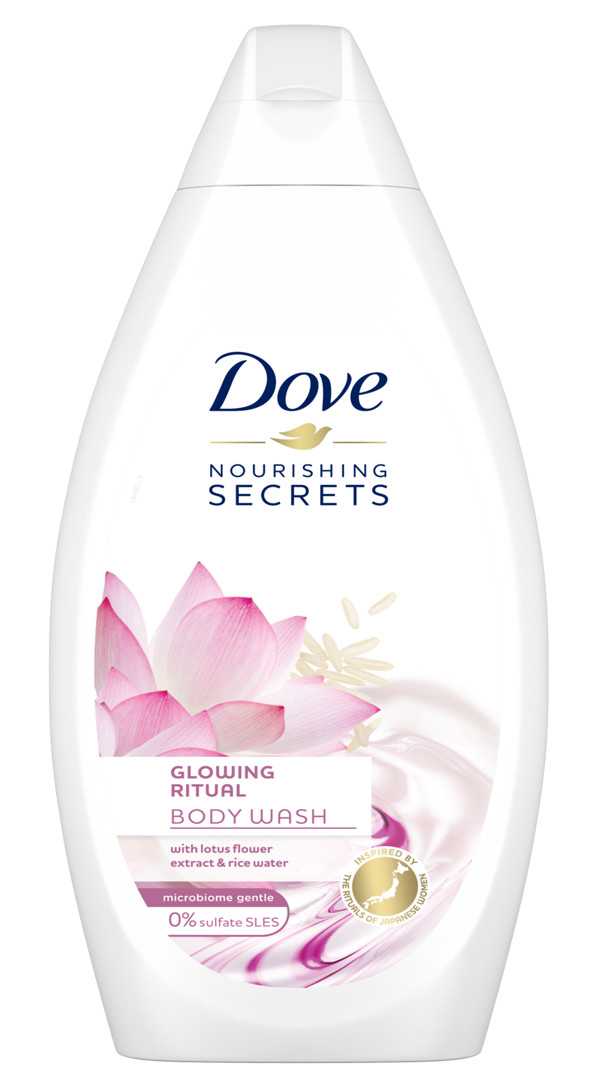 Dove
NOURISHING
SECRETS
GLOWING
RITUAL
BODY WASH
with lotus flower
extract & rice water
microbiome gentle
0% sulfate SLES
INSPIRED BY
THE RITUALS OF JAPANESE WOMEN